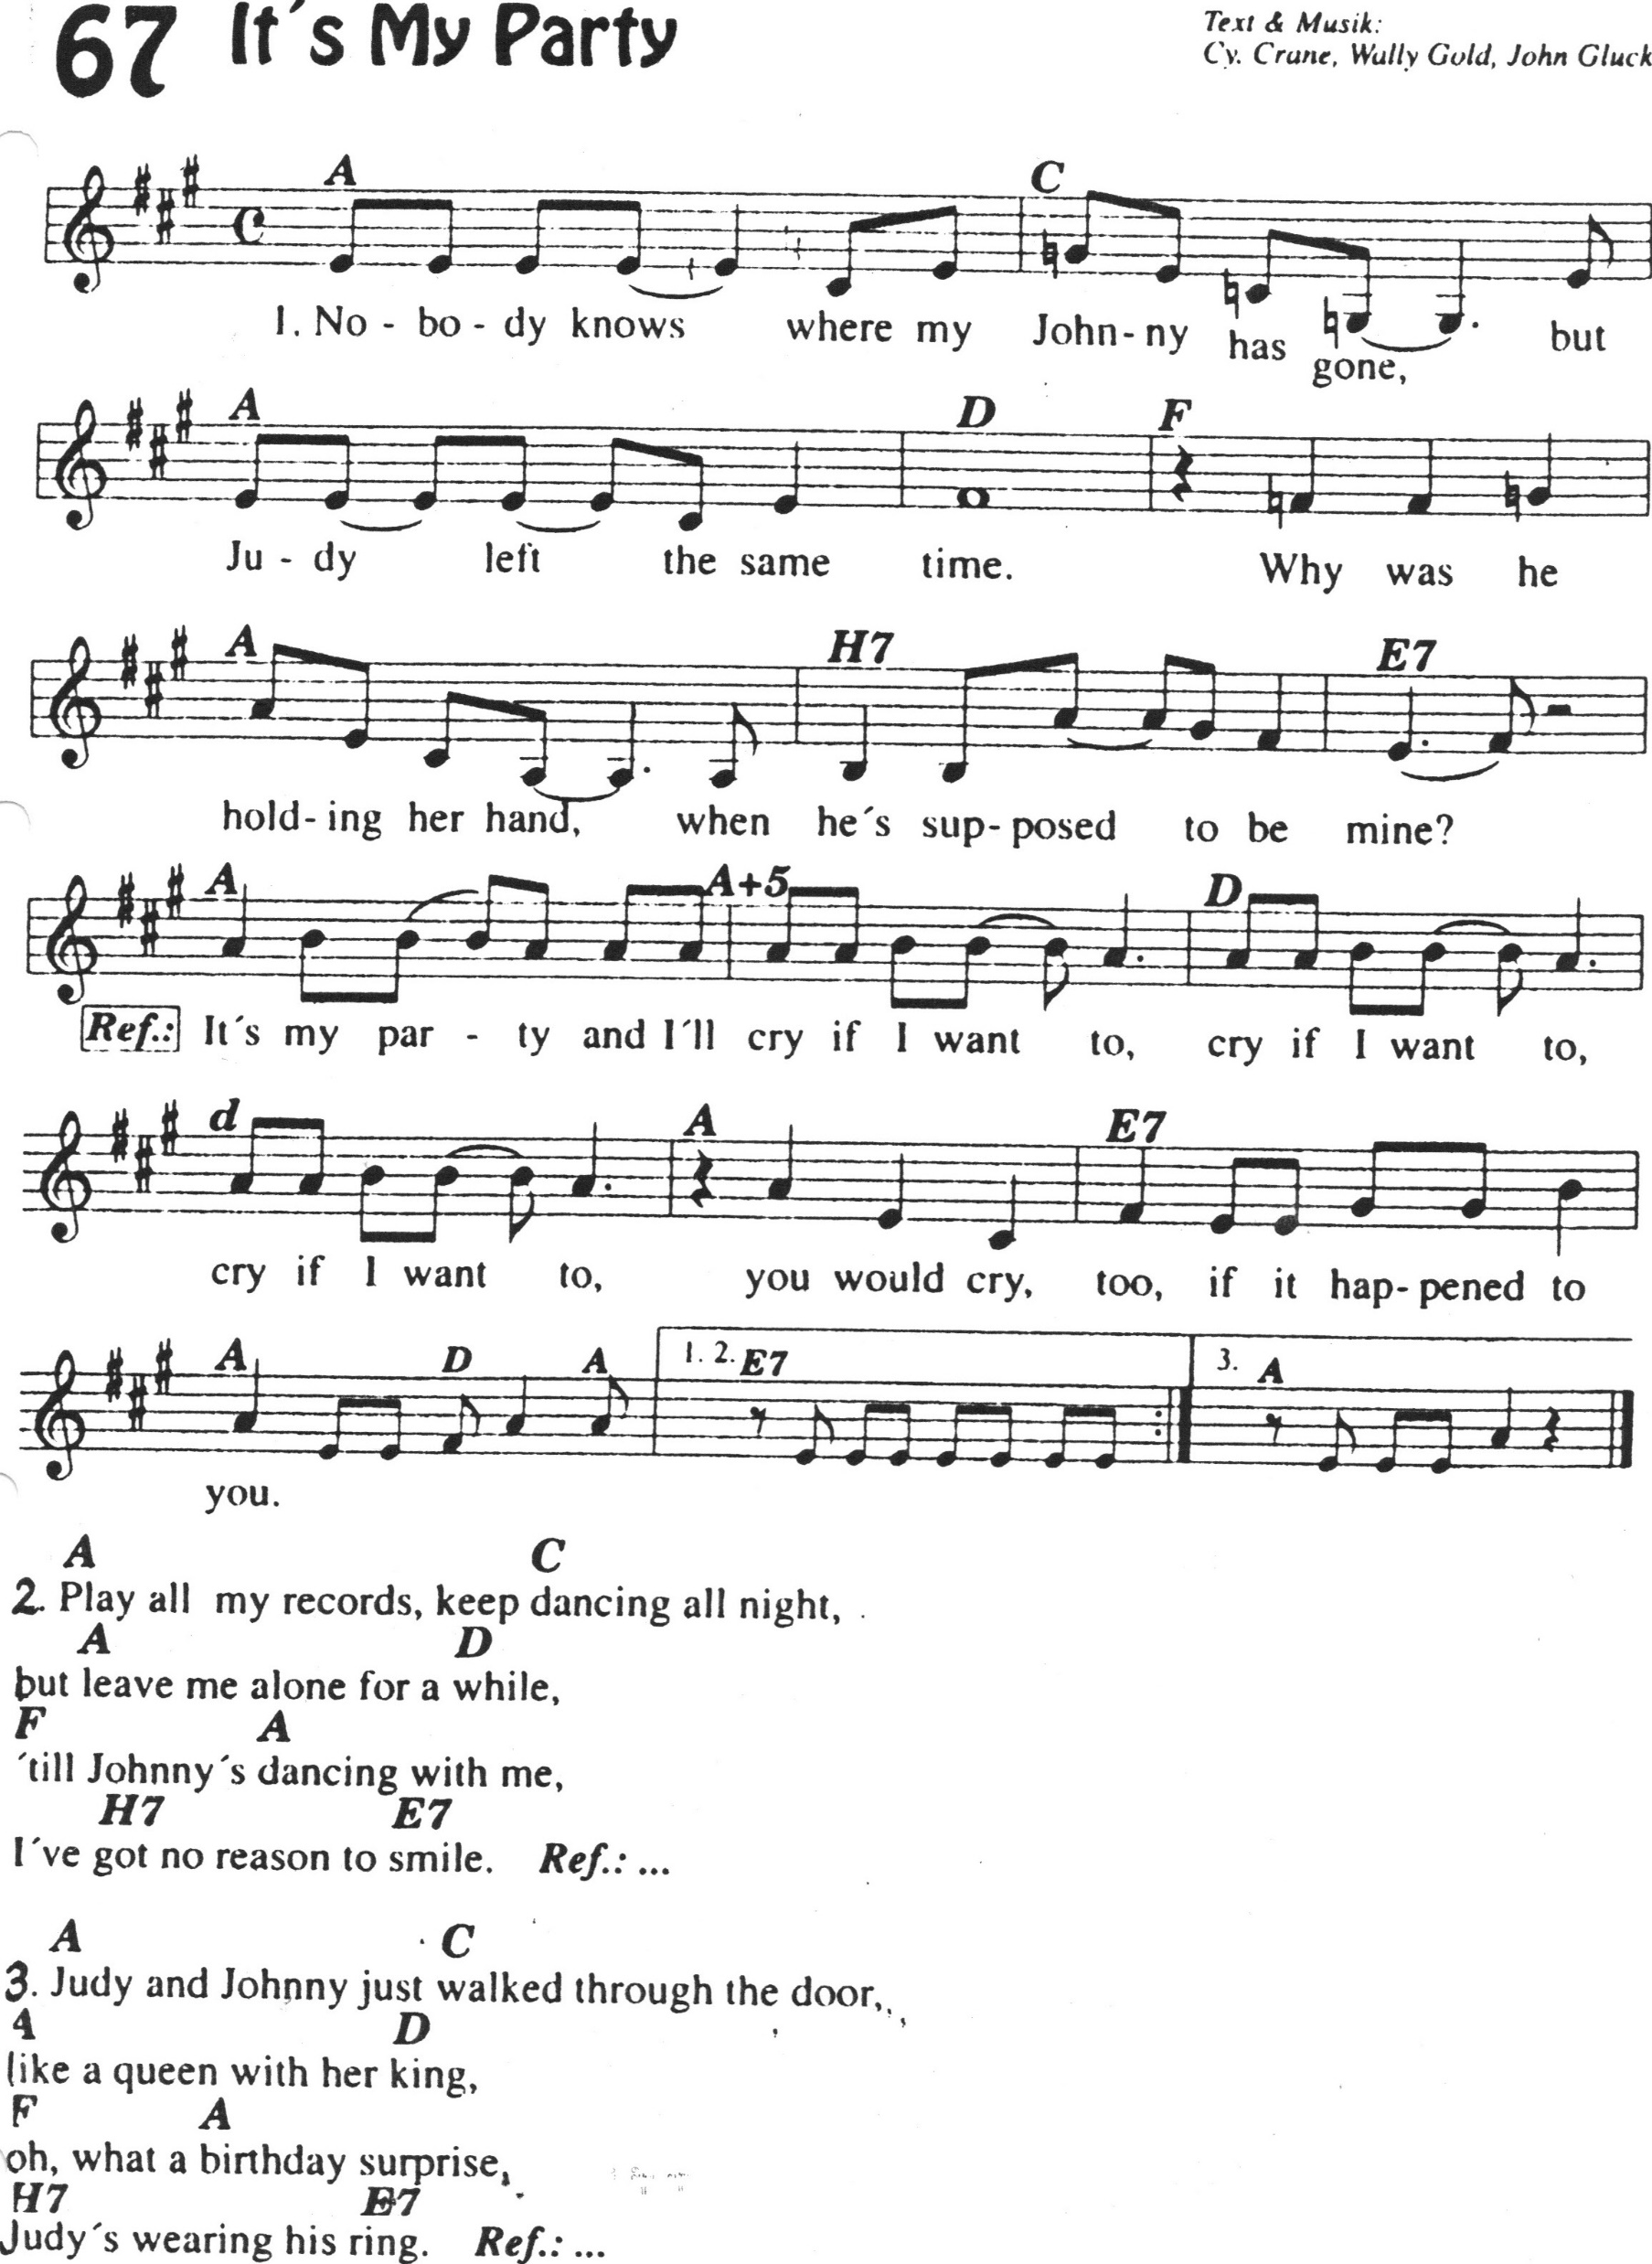 67 It´s My Party
Text & Musik:
Cy. Crane, Wally Gold, John Gluck
A C
1. No - bo - dy knows where my John - ny has gone, but
A D F
Ju - dy left the same time. Why was he
A H7 E7
hold - ing her hand, when he´s sup - posed to be mine?
A A+5 D
Ref.: It´s my par - ty and I´ll cry if I want to, cry if I want to,
d A E7
cry if I want to, you would cry, too, if it hap - pened to
A D A 1. 2. E7 3. A
you.
A C
2. Play all my records, keep dancing all night,
A D
but leave me alone for a while,
F A
´till Johnny´s dancing with me,
H7 E7
I´ve got no reason to smile. Ref.: ...
A C
3. Judy and Johnny just walked through the door,
A D
like a queen with her king,
F A
oh, what a birthday surprise,
H7 E7
Judy´s wearing his ring. Ref.: ...